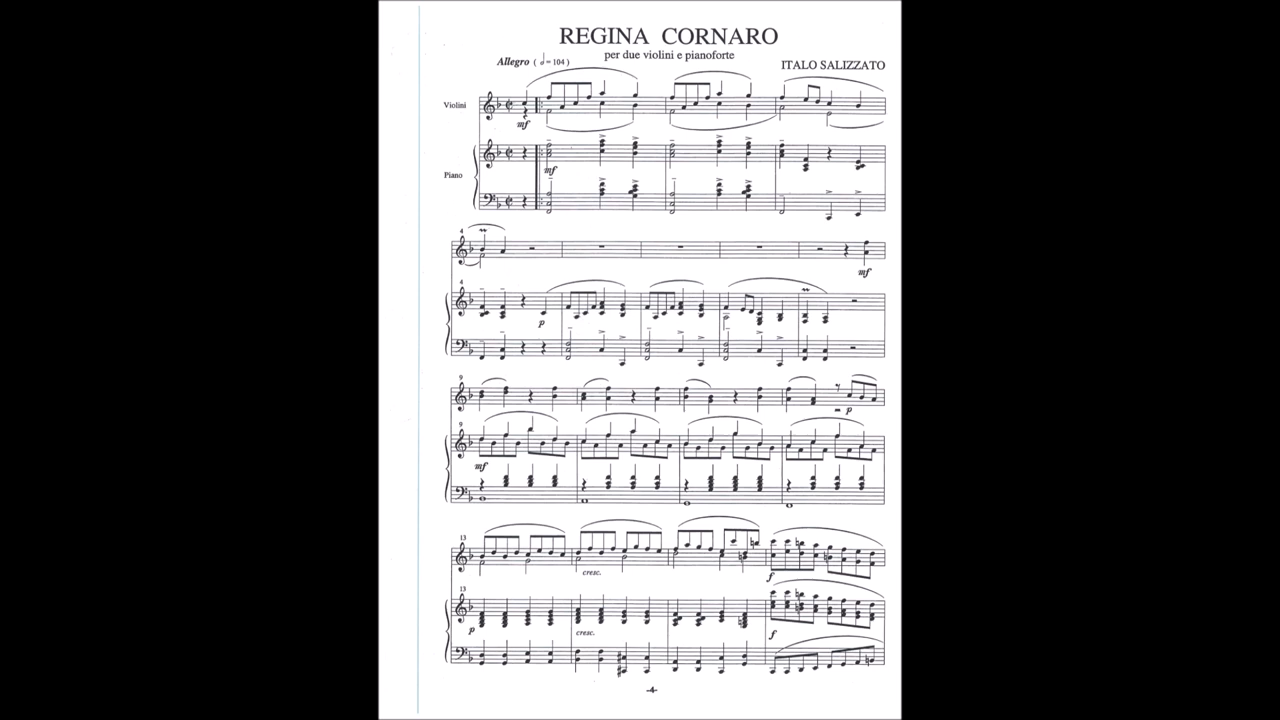 REGINA CORNARO
per due violini e pianoforte
Allegro ( 𝅗𝅥 = 104 )
ITALO SALIZZATO
Violini
mf
Piano
mf
4
mf
4
p
9
p
9
mf
13
cresc.
f
13
p
cresc.
f
-4-